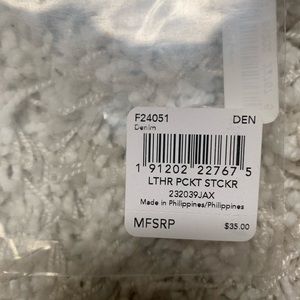 F24051 DEN
Denim
1 91202 22767 5
LTHR PCKT STCKR
232039JAX
Made in Philippines/Philippines
MFSRP $35.00